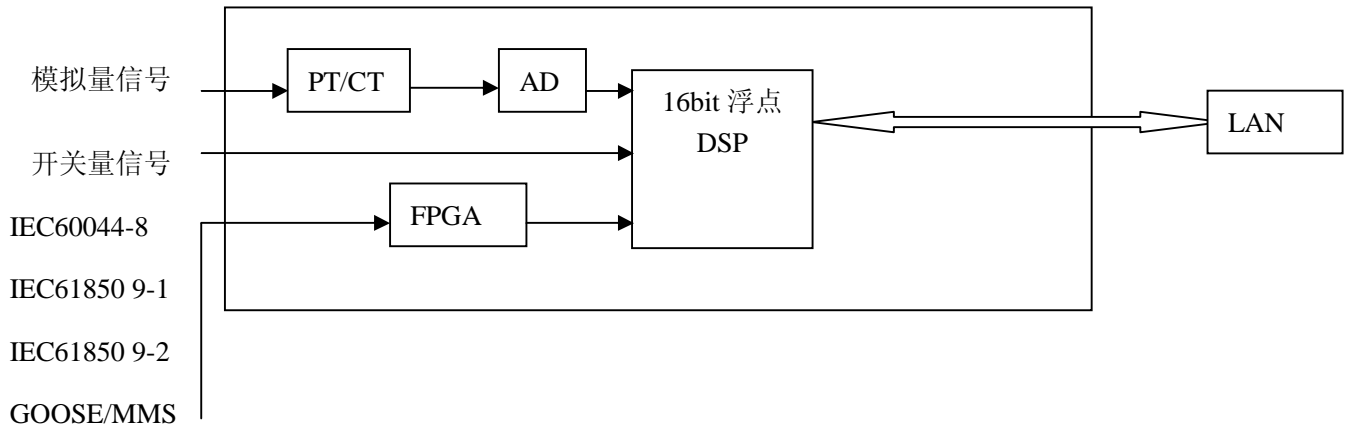 模拟量信号
PT/CT
AD
16bit 浮点
DSP
LAN
开关量信号
IEC60044-8
FPGA
IEC61850 9-1
IEC61850 9-2
GOOSE/MMS